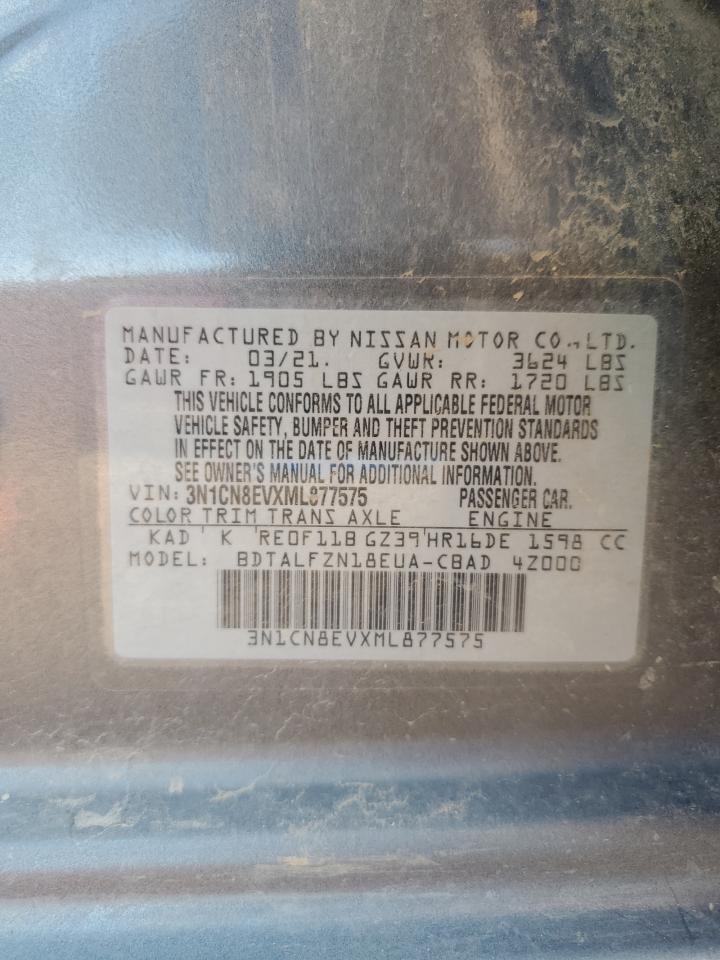 MANUFACTURED BY NISSAN MOTOR CO.,LTD.
DATE: 03/21. GVWR: 3624 LBS
GAWR FR: 1905 LBS GAWR RR: 1720 LBS
THIS VEHICLE CONFORMS TO ALL APPLICABLE FEDERAL MOTOR
VEHICLE SAFETY, BUMPER AND THEFT PREVENTION STANDARDS
IN EFFECT ON THE DATE OF MANUFACTURE SHOWN ABOVE.
SEE OWNER'S MANUAL FOR ADDITIONAL INFORMATION.
VIN: 3N1CN8EVXML877575 PASSENGER CAR.
COLOR TRIM TRANS AXLE ENGINE
KAD K RE0F11B GZ39 HR16DE 1598 CC
MODEL: BDTALFZN18EUA-CBAD 4Z000
3N1CN8EVXML877575